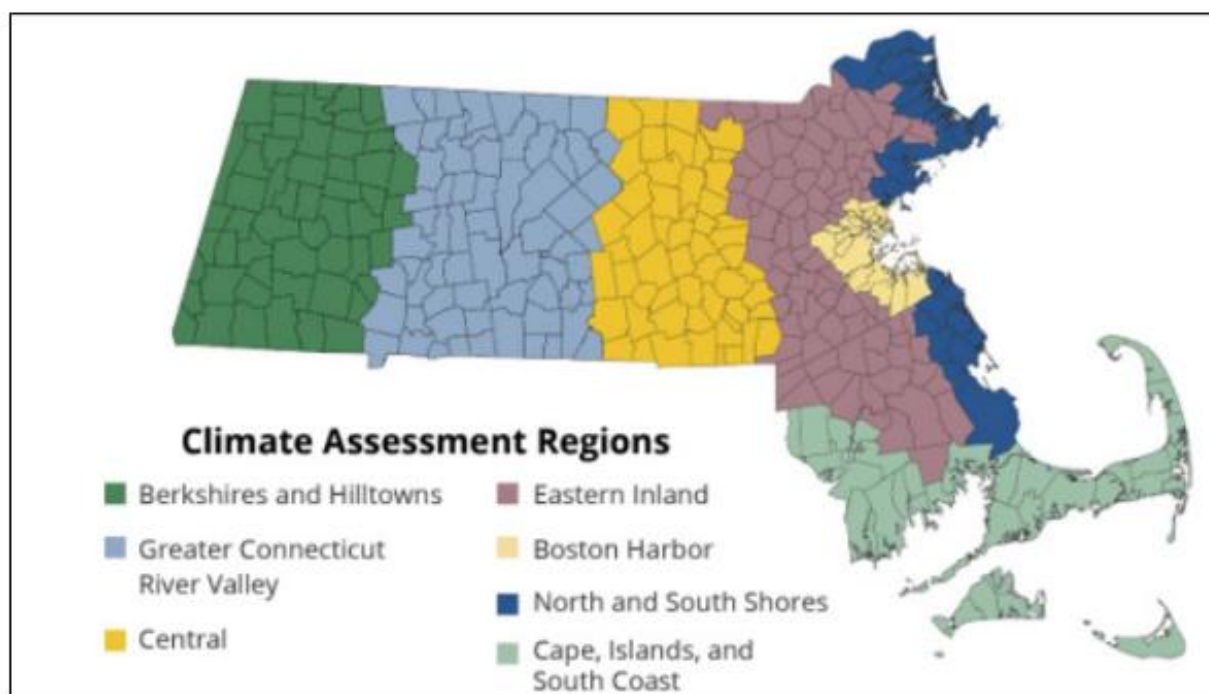 Climate Assessment Regions
Berkshires and Hilltowns
Greater Connecticut
River Valley
Central
Eastern Inland
Boston Harbor
North and South Shores
Cape, Islands, and
South Coast